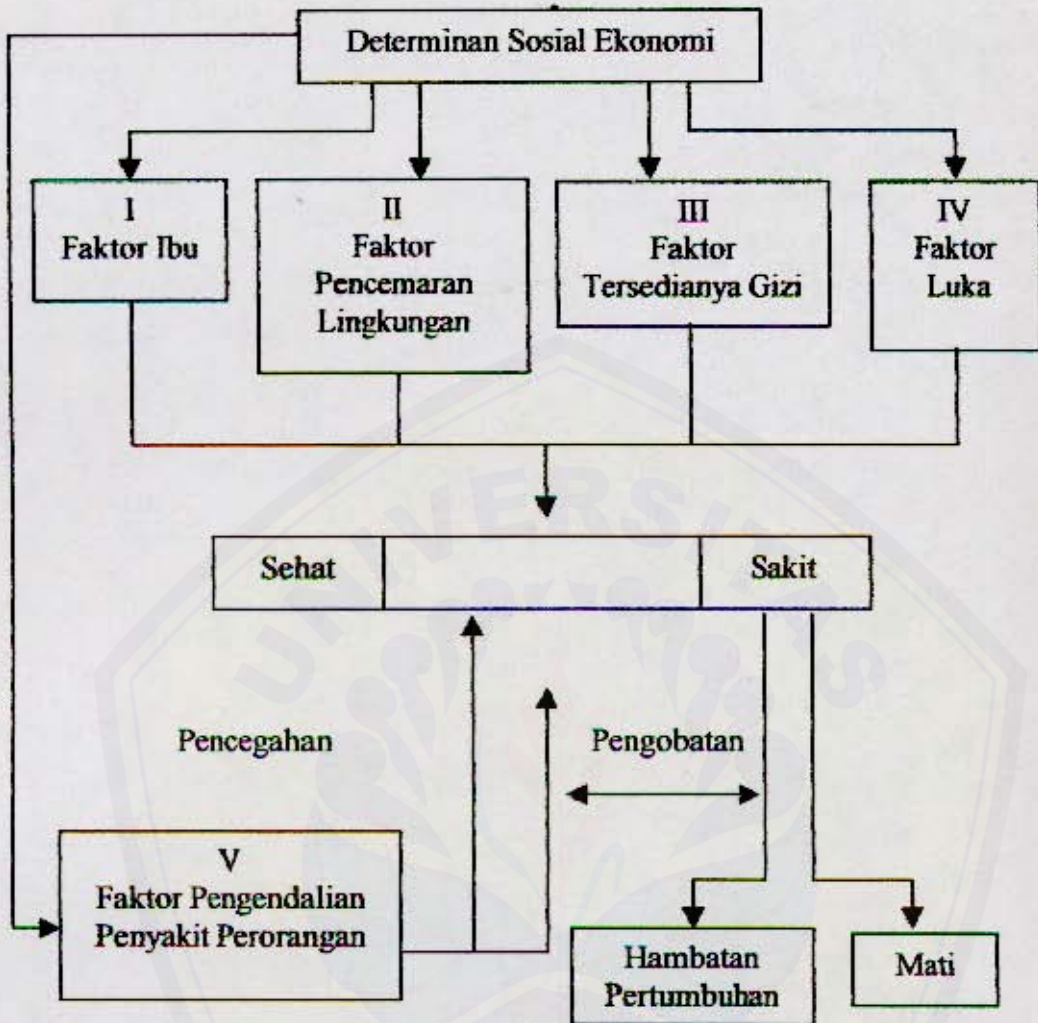 Determinan Sosial Ekonomi
I
Faktor Ibu
II
Faktor
Pencemaran
Lingkungan
III
Faktor
Tersedianya Gizi
IV
Faktor
Luka
UNIVERSITAS
Sehat
Sakit
Pencegahan
Pengobatan
V
Faktor Pengendalian
Penyakit Perorangan
Hambatan
Pertumbuhan
Mati